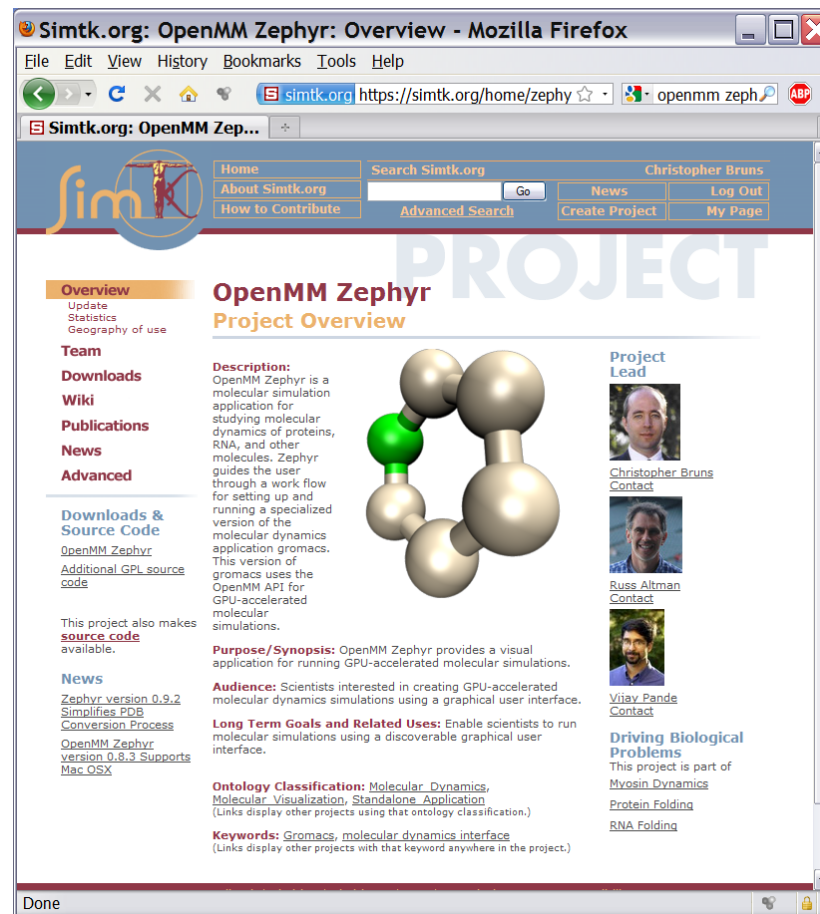 Simtk.org: OpenMM Zephyr: Overview - Mozilla Firefox
File Edit View History Bookmarks Tools Help
simtk.org https://simtk.org/home/zephy
openmm zeph
ABP
Simtk.org: OpenMM Zep...
SimTK
Home
About Simtk.org
How to Contribute
Search Simtk.org
Go
Advanced Search
Christopher Bruns
News
Log Out
Create Project
My Page
PROJECT
Overview
Update
Statistics
Geography of use
Team
Downloads
Wiki
Publications
News
Advanced
Downloads &
Source Code
OpenMM Zephyr
Additional GPL source
code
This project also makes
source code
available.
News
Zephyr version 0.9.2
Simplifies PDB
Conversion Process
OpenMM Zephyr
version 0.8.3 Supports
Mac OSX
OpenMM Zephyr
Project Overview
Description:
OpenMM Zephyr is a
molecular simulation
application for
studying molecular
dynamics of proteins,
RNA, and other
molecules. Zephyr
guides the user
through a work flow
for setting up and
running a specialized
version of the
molecular dynamics
application gromacs.
This version of
gromacs uses the
OpenMM API for
GPU-accelerated
molecular
simulations.
Purpose/Synopsis: OpenMM Zephyr provides a visual
application for running GPU-accelerated molecular simulations.
Audience: Scientists interested in creating GPU-accelerated
molecular dynamics simulations using a graphical user interface.
Long Term Goals and Related Uses: Enable scientists to run
molecular simulations using a discoverable graphical user
interface.
Ontology Classification: Molecular_Dynamics,
Molecular_Visualization, Standalone_Application
(Links display other projects using that ontology classification.)
Keywords: Gromacs, molecular dynamics interface
(Links display other projects with that keyword anywhere in the project.)
Project
Lead
Christopher Bruns
Contact
Russ Altman
Contact
Vijay Pande
Contact
Driving Biological
Problems
This project is part of
Myosin Dynamics
Protein Folding
RNA Folding
Done